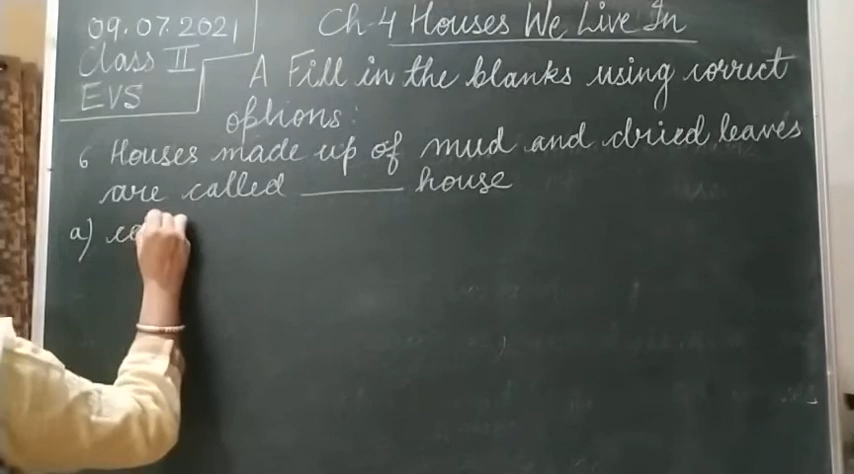 09.07.2021
Class II
EVS
Ch-4 Houses We Live In
A Fill in the blanks using correct
options:
6 Houses made up of mud and dried leaves
are called ________ house
a)